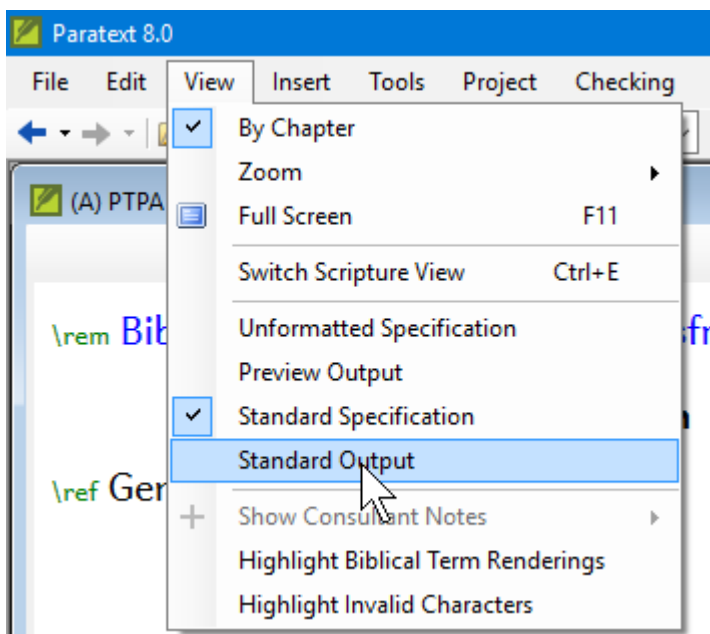 Paratext 8.0
File Edit View Insert Tools Project Checking
By Chapter
(A) PTPA
Zoom
Full Screen F11
Switch Scripture View Ctrl+E
\rem Bib
Unformatted Specification
Preview Output
Standard Specification
Standard Output
\ref Ger
Show Consultant Notes
Highlight Biblical Term Renderings
Highlight Invalid Characters